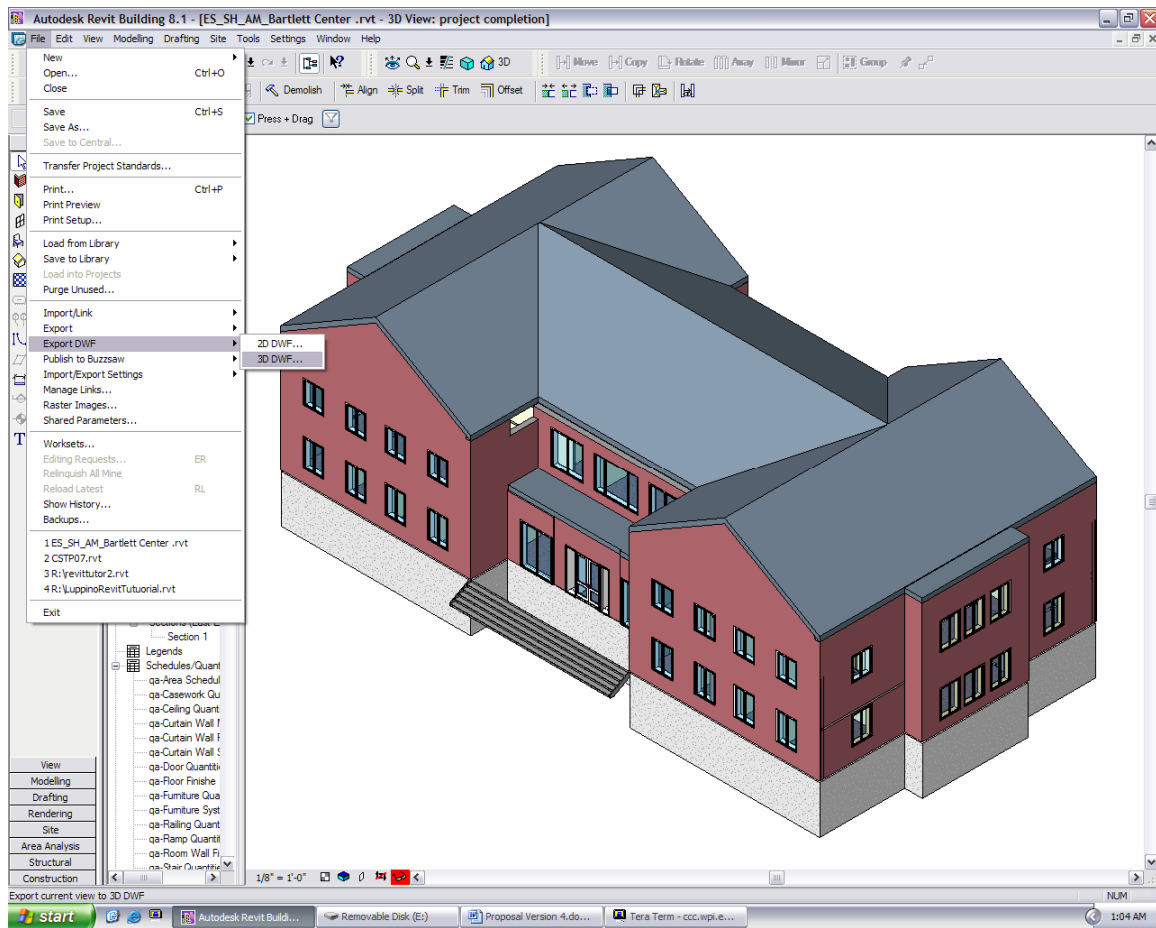 Autodesk Revit Building 8.1 - [ES_SH_AM_Bartlett Center .rvt - 3D View: project completion]
File Edit View Modelling Drafting Site Tools Settings Window Help
New
Open... Ctrl+O
Close
Save Ctrl+S
Save As...
Save to Central...
Transfer Project Standards...
Print... Ctrl+P
Print Preview
Print Setup...
Load from Library
Save to Library
Load into Projects
Purge Unused...
Import/Link
Export
Export DWF
Publish to Buzzsaw
Import/Export Settings
Manage Links...
Raster Images...
Shared Parameters...
Worksets...
Editing Requests... ER
Relinquish All Mine
Reload Latest RL
Show History...
Backups...
1 ES_SH_AM_Bartlett Center .rvt
2 CSTP07.rvt
3 R:\revittutor2.rvt
4 R:\LuppinoRevitTutuorial.rvt
Exit
2D DWF...
3D DWF...
3D Move Copy Rotate Array Mirror Group
Demolish Align Split Trim Offset
Press + Drag
T
Section 1
Legends
Schedules/Quant
qa-Area Schedul
qa-Casework Qu
qa-Ceiling Quant
qa-Curtain Wall
qa-Curtain Wall
qa-Curtain Wall
qa-Door Quantiti
qa-Floor Finishe
qa-Furniture Qua
qa-Furniture Syst
qa-Railing Quant
qa-Ramp Quantit
qa-Room Wall Fi
qa-Stair Quantitie
View
Modelling
Drafting
Rendering
Site
Area Analysis
Structural
Construction
1/8" = 1'-0"
Export current view to 3D DWF NUM
start Autodesk Revit Buildi... Removable Disk (E:) Proposal Version 4.do... Tera Term - ccc.wpi.e... 1:04 AM